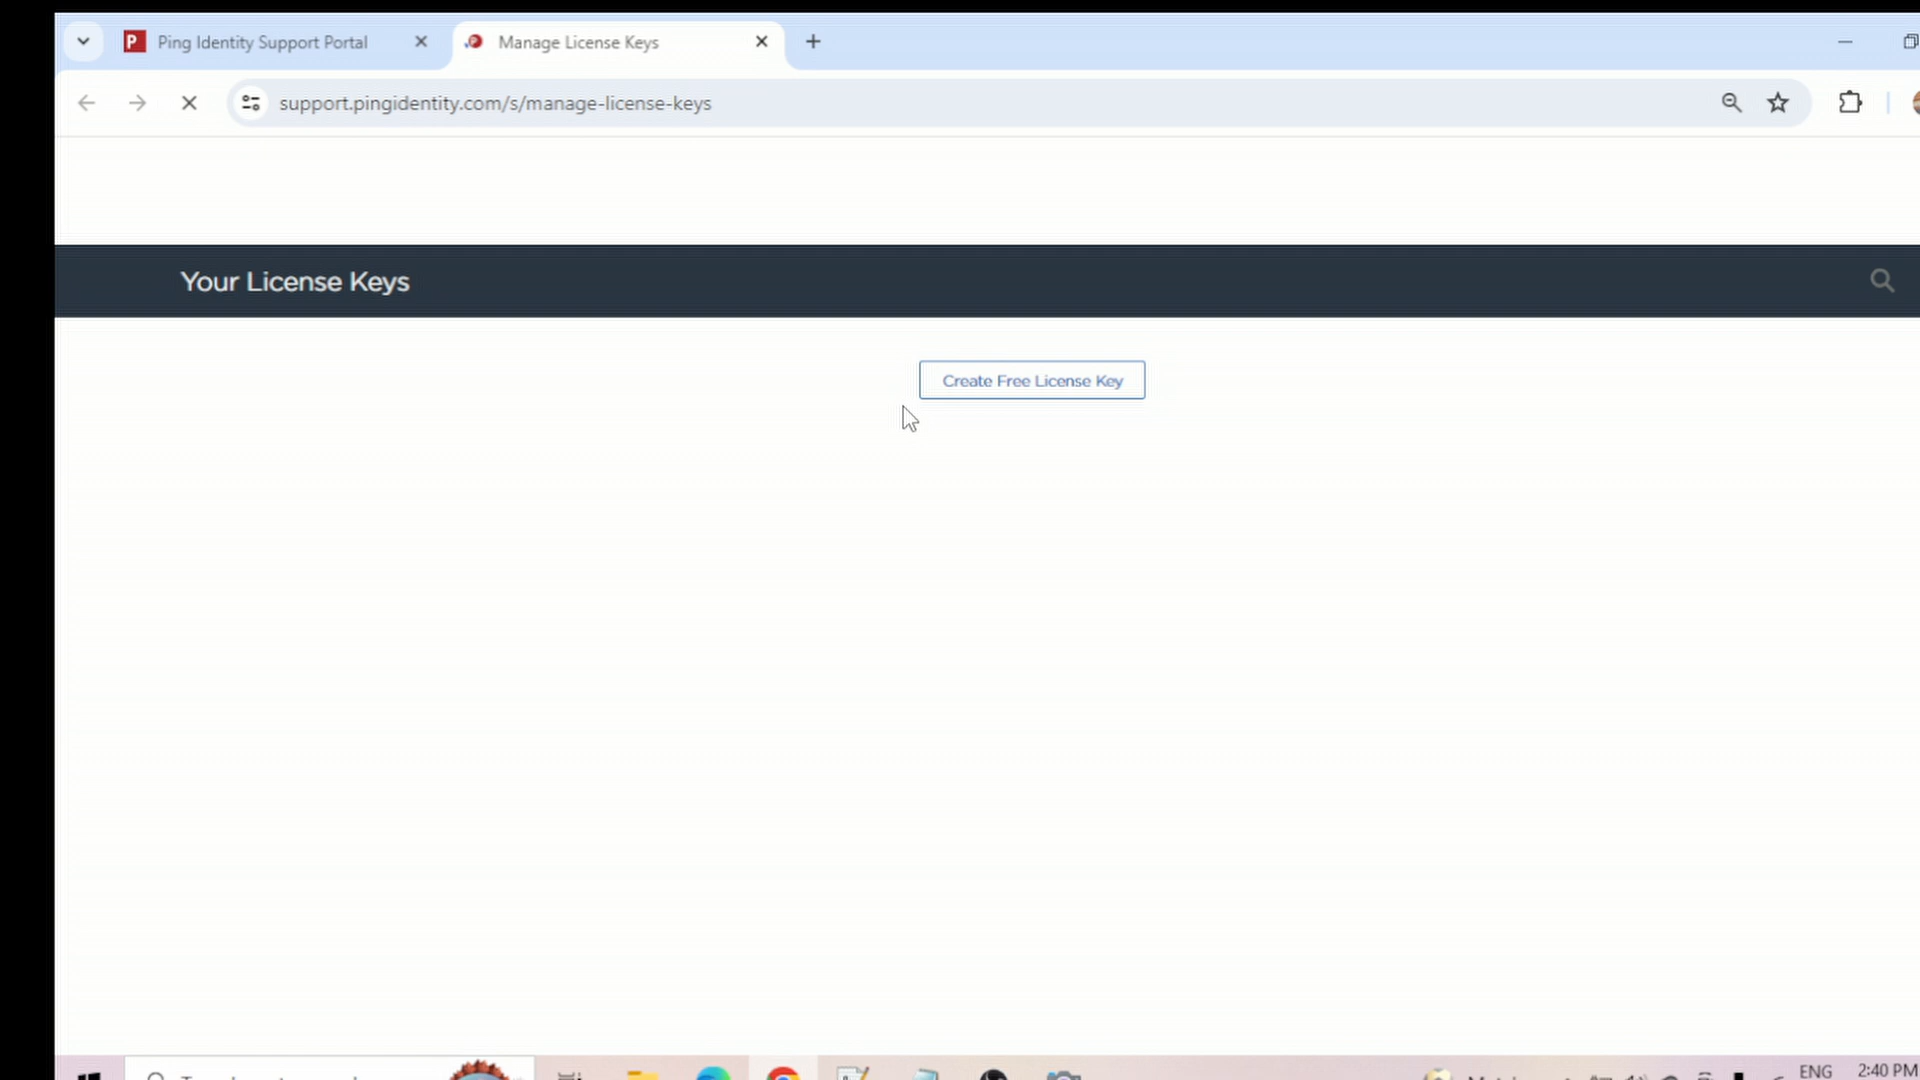 Ping Identity Support Portal
Manage License Keys
support.pingidentity.com/s/manage-license-keys
Your License Keys
Create Free License Key
ENG
2:40 PM